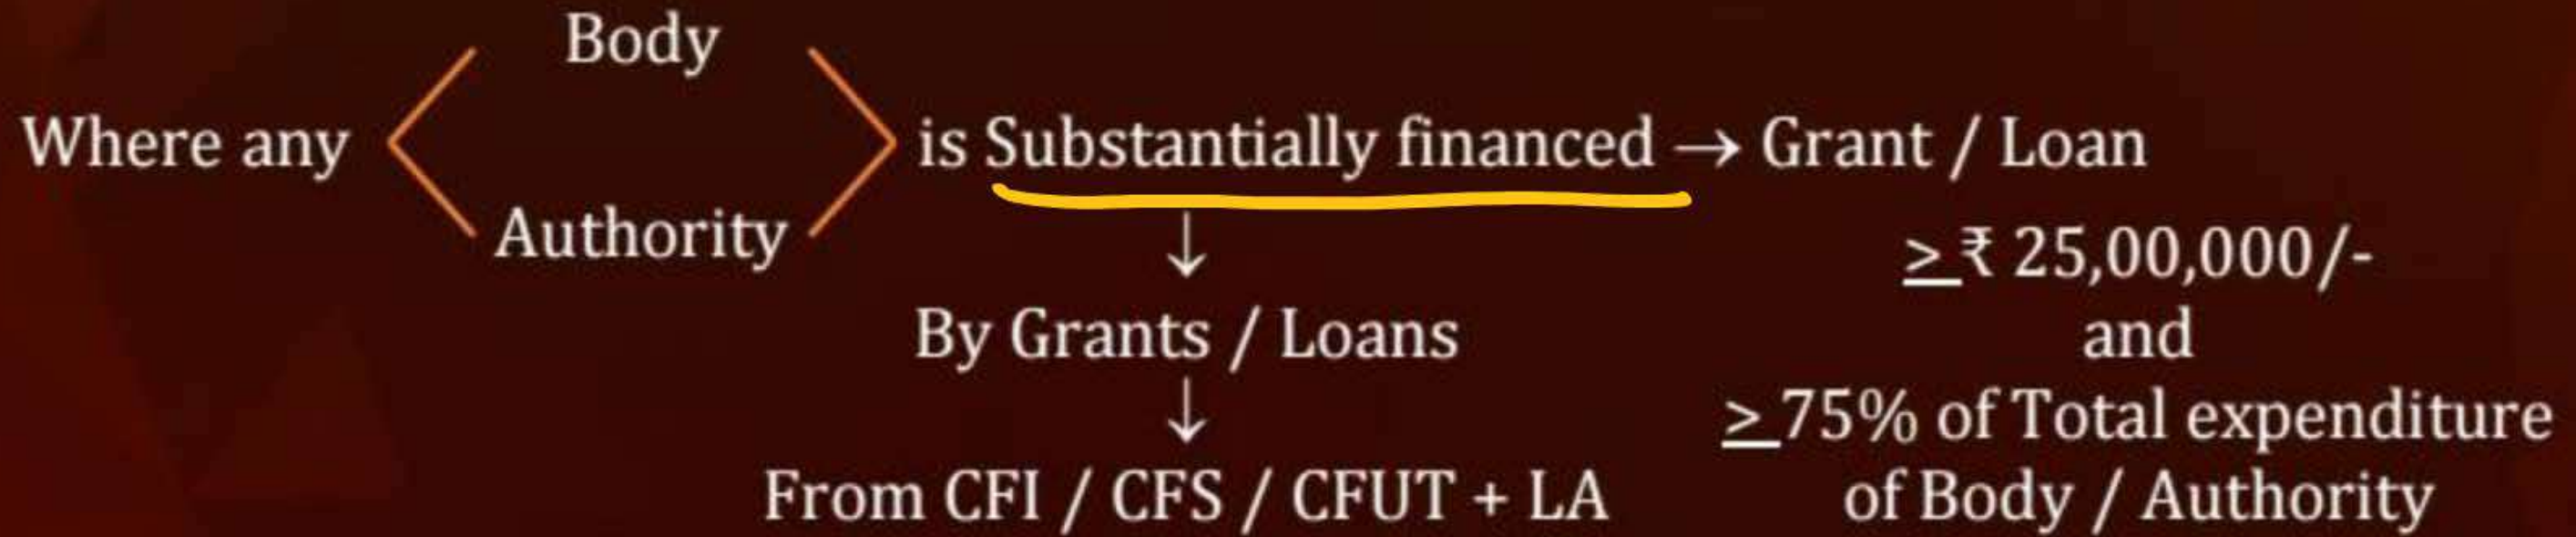 Where any Body Authority is Substantially financed → Grant / Loan
By Grants / Loans
From CFI / CFS / CFUT + LA
≥ ₹ 25,00,000/-
and
≥ 75% of Total expenditure
of Body / Authority